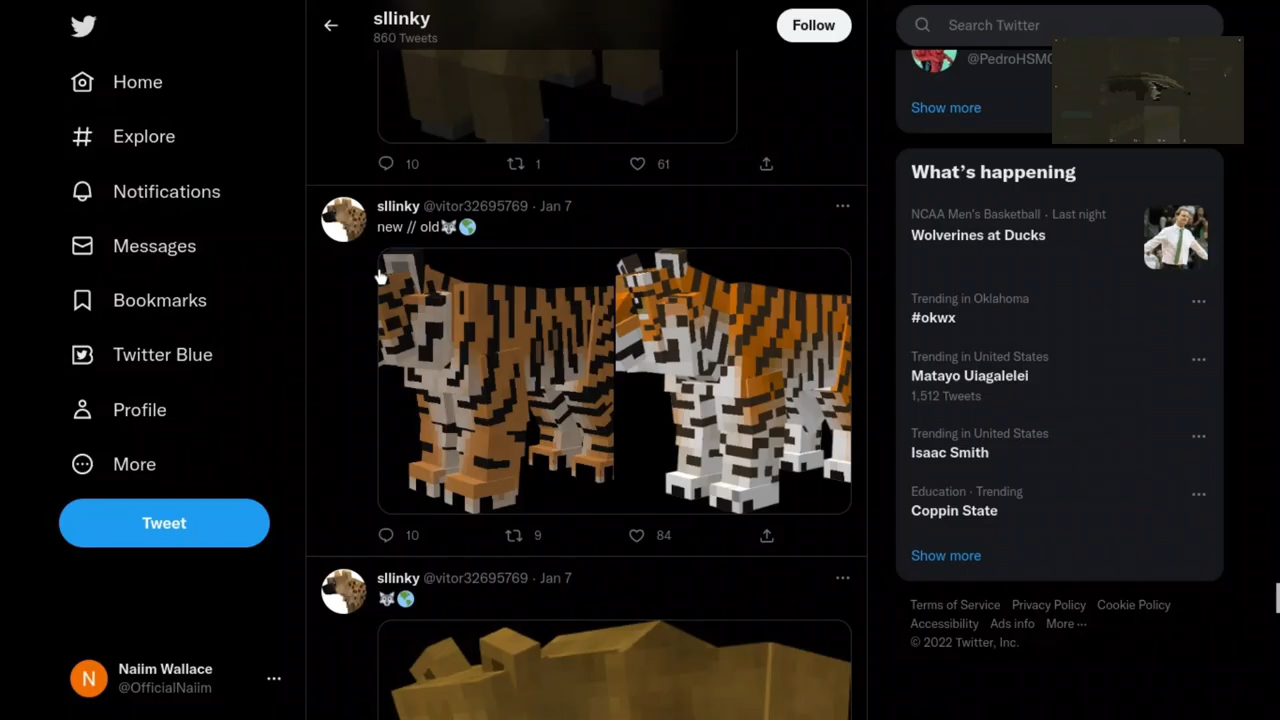 Home
Explore
Notifications
Messages
Bookmarks
Twitter Blue
Profile
More
Tweet
N
Naiim Wallace
@OfficialNaiim
sllinky
860 Tweets
Follow
10
1
61
sllinky @vitor32695769 · Jan 7
new // old🐺🌎
10
9
84
sllinky @vitor32695769 · Jan 7
🐺🌎
Search Twitter
Show more
What’s happening
NCAA Men's Basketball · Last night
Wolverines at Ducks
Trending in Oklahoma
#okwx
Trending in United States
Matayo Uiagalelei
1,512 Tweets
Trending in United States
Isaac Smith
Education · Trending
Coppin State
Show more
Terms of Service Privacy Policy Cookie Policy
Accessibility Ads info More ···
© 2022 Twitter, Inc.